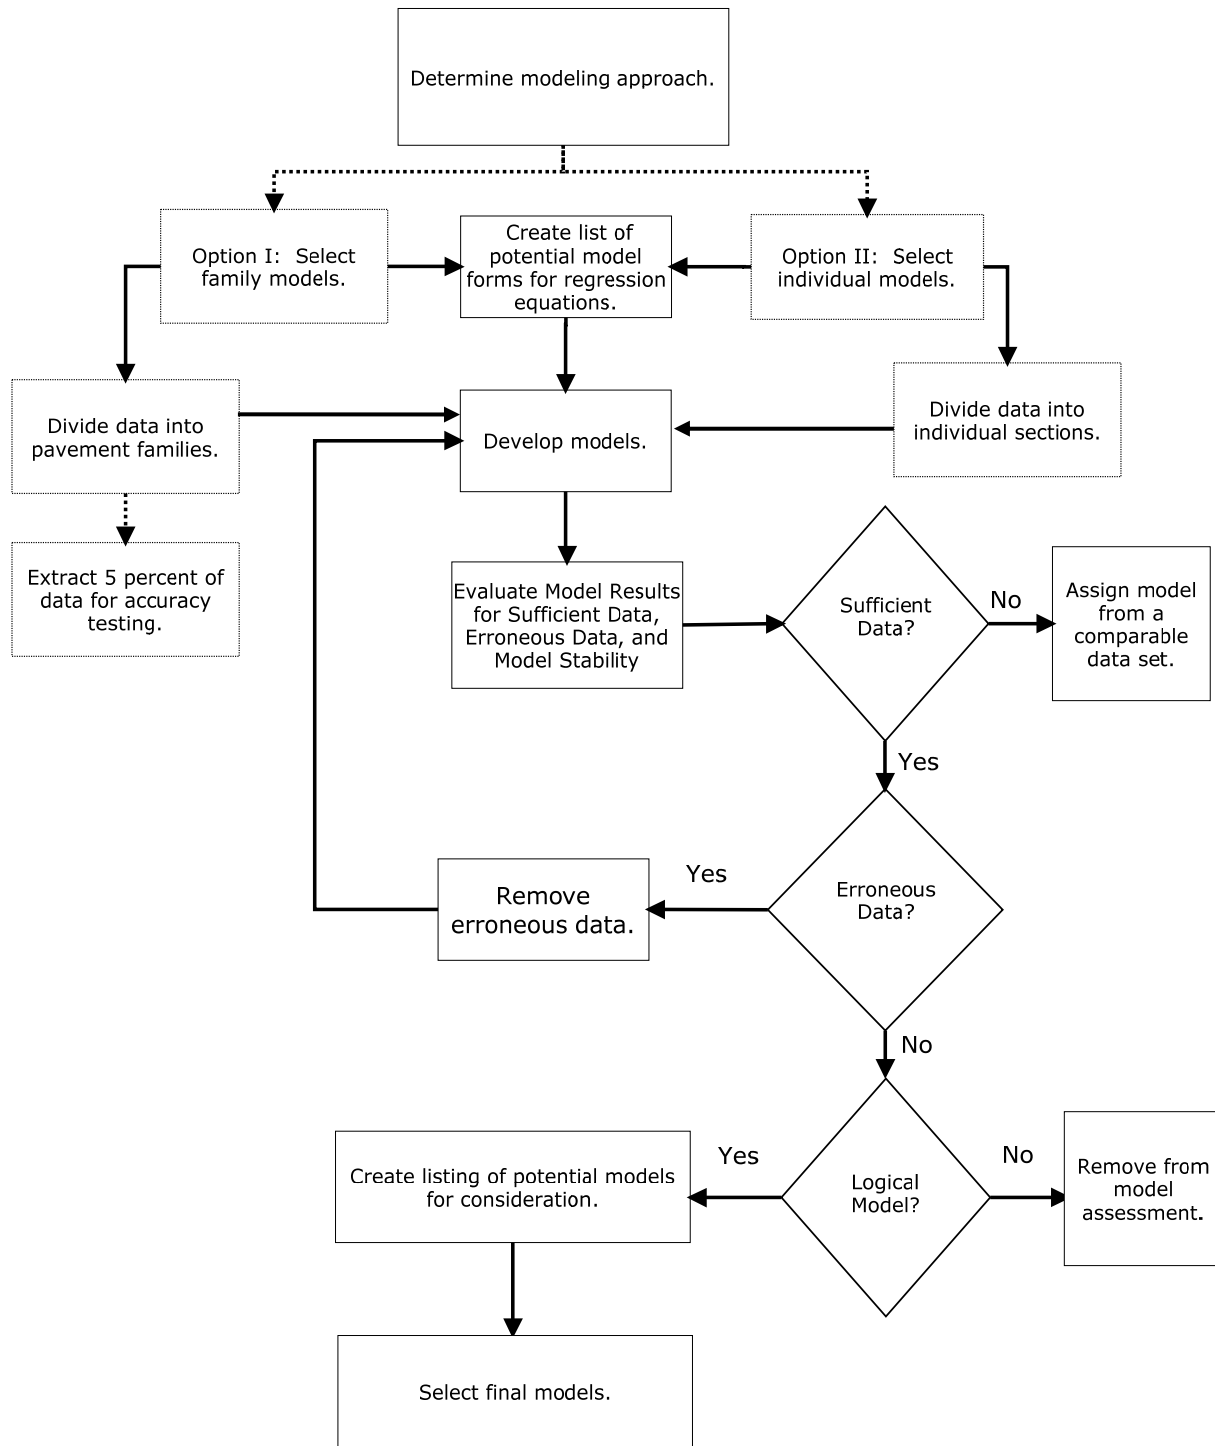 Determine modeling approach.
Option I:  Select
family models.
Create list of
potential model
forms for regression
equations.
Option II:  Select
individual models.
Divide data into
pavement families.
Develop models.
Divide data into
individual sections.
Extract 5 percent of
data for accuracy
testing.
Evaluate Model Results
for Sufficient Data,
Erroneous Data, and
Model Stability
Sufficient
Data?
No
Assign model
from a
comparable
data set.
Yes
Erroneous
Data?
Yes
Remove
erroneous data.
No
Logical
Model?
Yes
Create listing of potential models
for consideration.
No
Remove from
model
assessment.
Select final models.